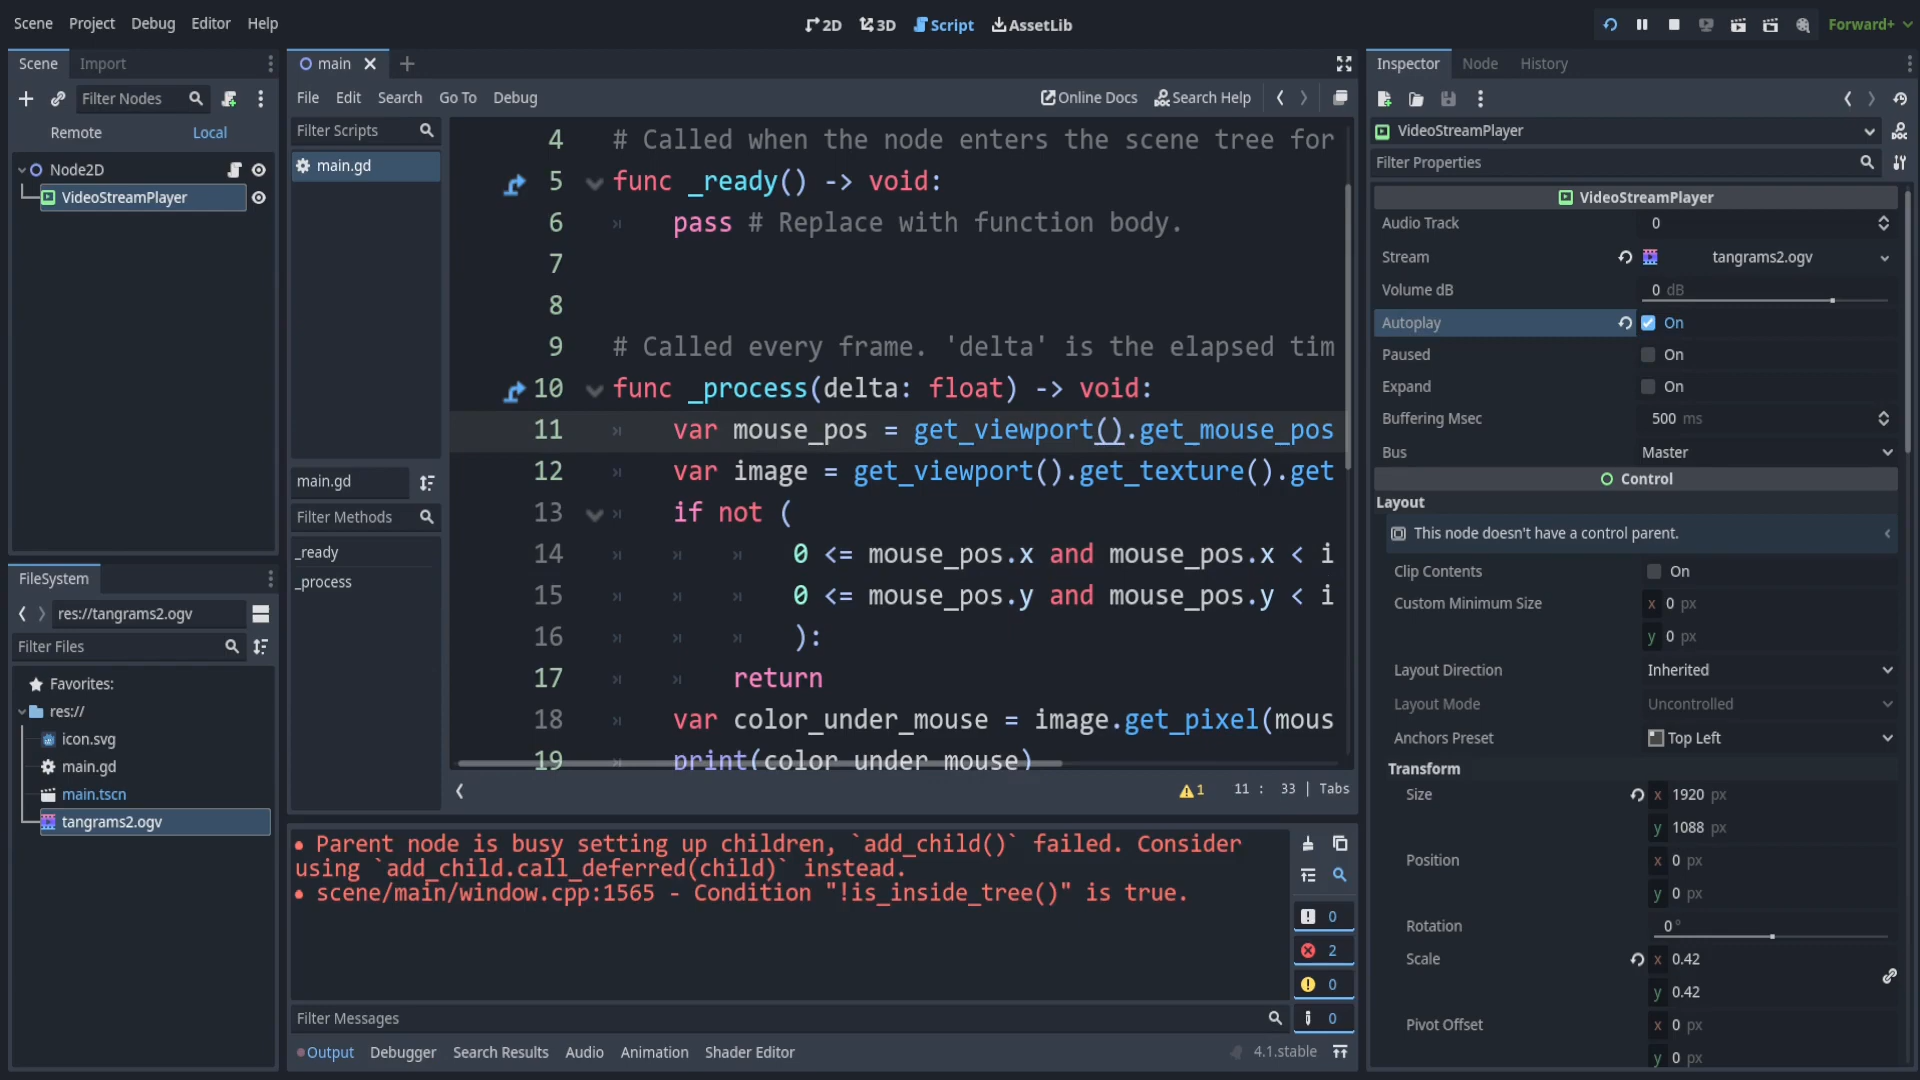 Scene Project Debug Editor Help
2D 3D Script AssetLib
Forward+
Scene Import
Filter Nodes
Remote Local
Node2D
VideoStreamPlayer
FileSystem
res://tangrams2.ogv
Filter Files
Favorites:
res://
icon.svg
main.gd
main.tscn
tangrams2.ogv
main
File Edit Search Go To Debug
Online Docs Search Help
Filter Scripts
main.gd
main.gd
Filter Methods
_ready
_process
4 # Called when the node enters the scene tree for
5 func _ready() -> void:
6 pass # Replace with function body.
7
8
9 # Called every frame. 'delta' is the elapsed tim
10 func _process(delta: float) -> void:
11 var mouse_pos = get_viewport().get_mouse_pos
12 var image = get_viewport().get_texture().get
13 if not (
14 0 <= mouse_pos.x and mouse_pos.x < i
15 0 <= mouse_pos.y and mouse_pos.y < i
16 ):
17 return
18 var color_under_mouse = image.get_pixel(mous
19 print(color_under_mouse)
1 11 : 33 | Tabs
• Parent node is busy setting up children, `add_child()` failed. Consider
using `add_child.call_deferred(child)` instead.
• scene/main/window.cpp:1565 - Condition "!is_inside_tree()" is true.
0
2
0
0
Filter Messages
Output Debugger Search Results Audio Animation Shader Editor
4.1.stable
Inspector Node History
VideoStreamPlayer
Filter Properties
VideoStreamPlayer
Audio Track 0
Stream tangrams2.ogv
Volume dB 0 dB
Autoplay On
Paused On
Expand On
Buffering Msec 500 ms
Bus Master
Control
Layout
This node doesn't have a control parent.
Clip Contents On
Custom Minimum Size x 0 px
y 0 px
Layout Direction Inherited
Layout Mode Uncontrolled
Anchors Preset Top Left
Transform
Size x 1920 px
y 1088 px
Position x 0 px
y 0 px
Rotation 0 °
Scale x 0.42
y 0.42
Pivot Offset x 0 px
y 0 px